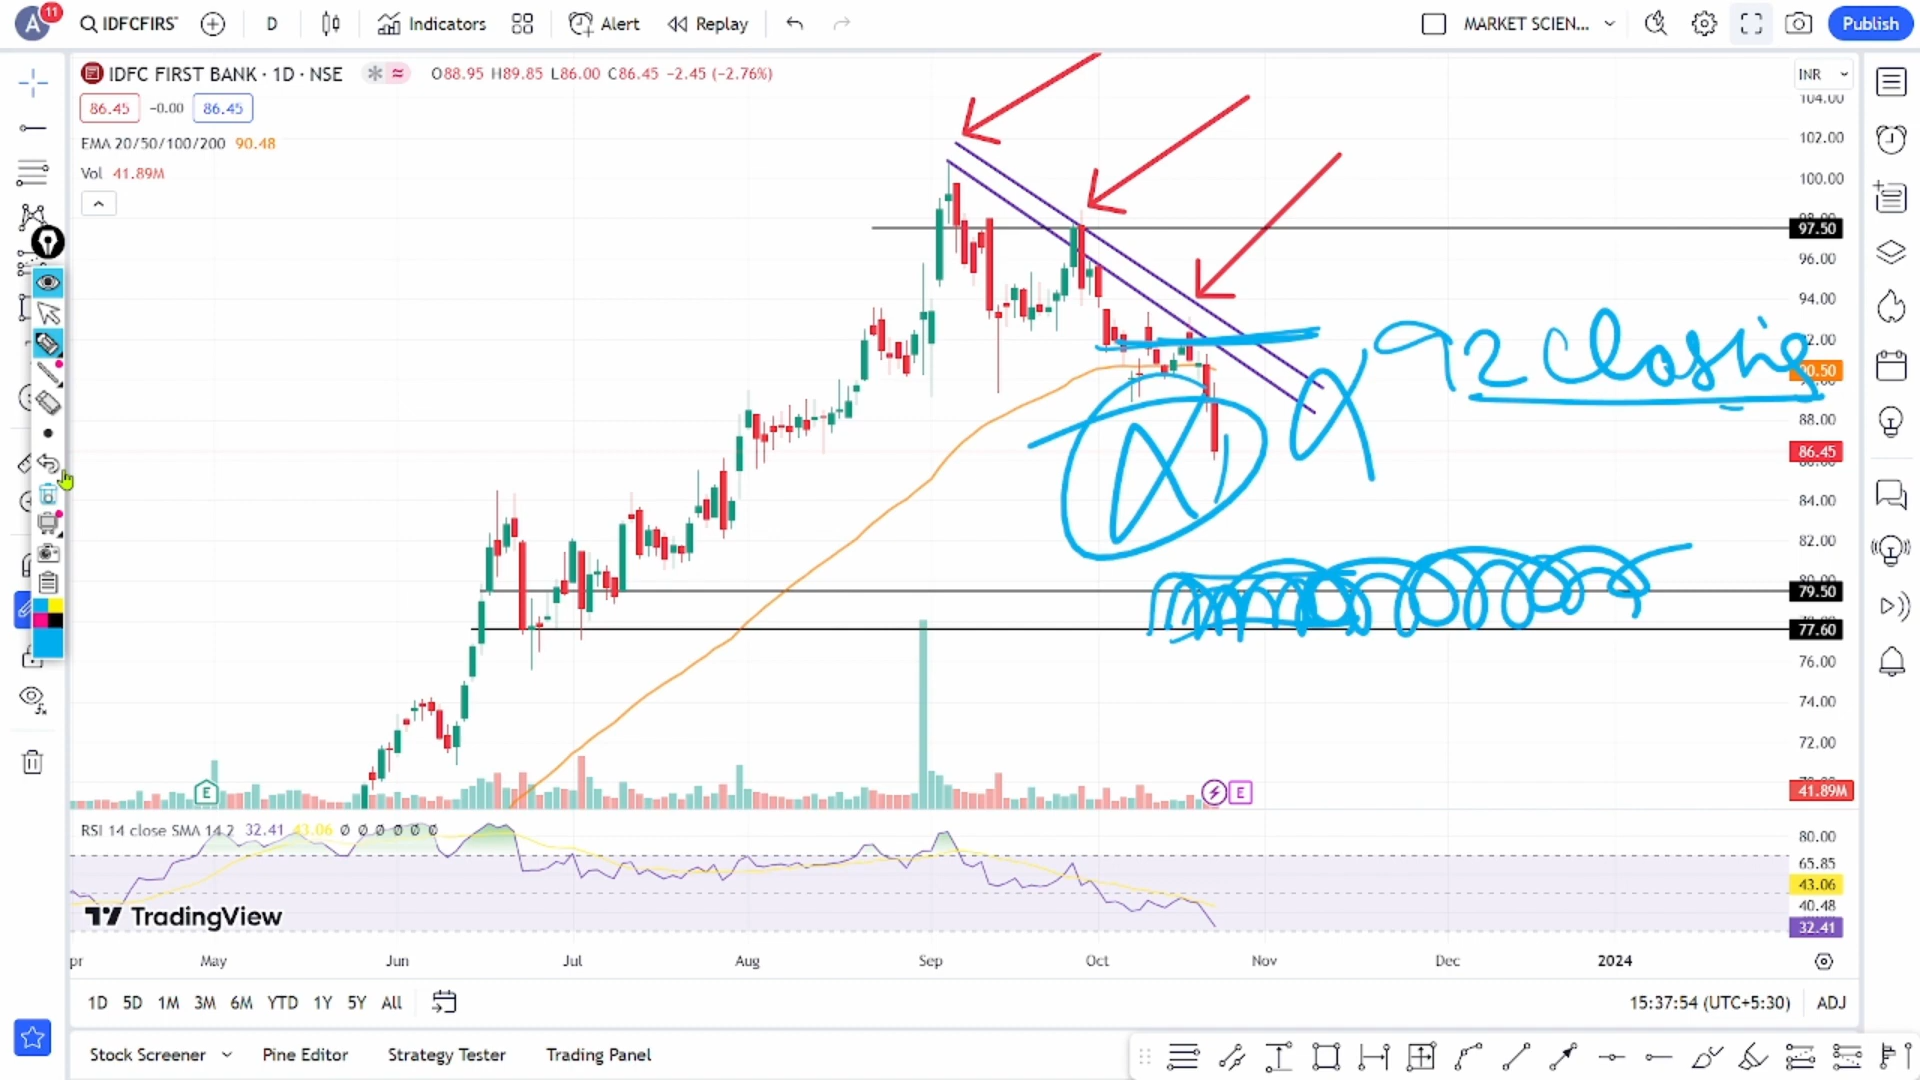 A 11 IDFCFIRS D Indicators Alert Replay MARKET SCIEN... Publish
IDFC FIRST BANK · 1D · NSE O88.95 H89.85 L86.00 C86.45 −2.45 (−2.76%) INR
86.45 −0.00 86.45
EMA 20/50/100/200 90.48
Vol 41.89M
104.00
102.00
100.00
97.50
96.00
94.00
92 closing
90.50
88.00
86.45
84.00
82.00
79.50
77.60
76.00
74.00
72.00
E E 41.89M
RSI 14 close SMA 14 2 32.41 43.06 Ø Ø Ø Ø Ø Ø
80.00
65.85
43.06
40.48
32.41
TradingView
May Jun Jul Aug Sep Oct Nov Dec 2024
1D 5D 1M 3M 6M YTD 1Y 5Y All 15:37:54 (UTC+5:30) ADJ
Stock Screener Pine Editor Strategy Tester Trading Panel